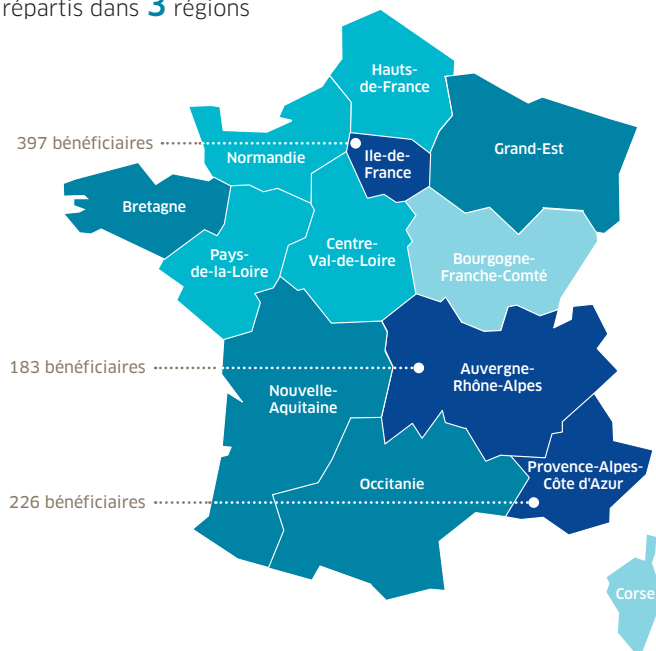 répartis dans 3 régions
Hauts-
de-France
397 bénéficiaires
Normandie
Ile-de-
France
Grand-Est
Bretagne
Pays-
de-la-Loire
Centre-
Val-de-Loire
Bourgogne-
Franche-Comté
183 bénéficiaires
Auvergne-
Rhône-Alpes
Nouvelle-
Aquitaine
Provence-Alpes-
Côte d'Azur
Occitanie
226 bénéficiaires
Corse